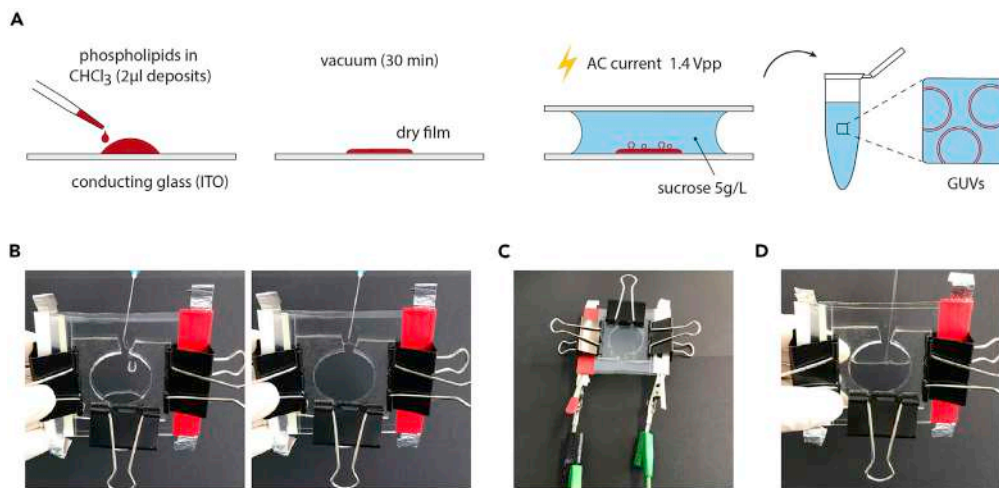 A
phospholipids in
CHCl3 (2µl deposits)
conducting glass (ITO)
vacuum (30 min)
dry film
AC current 1.4 Vpp
sucrose 5g/L
GUVs
B
C
D